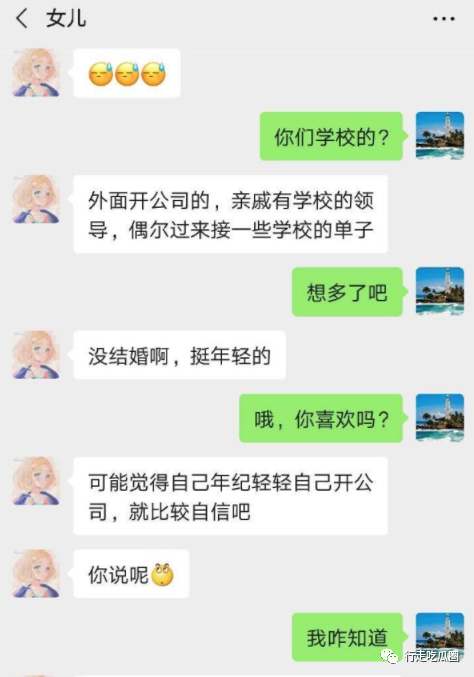 女儿
你们学校的?
外面开公司的，亲戚有学校的领
导，偶尔过来接一些学校的单子
想多了吧
没结婚啊，挺年轻的
哦，你喜欢吗?
可能觉得自己年纪轻轻自己开公
司，就比较自信吧
你说呢
我咋知道
行走吃瓜圈